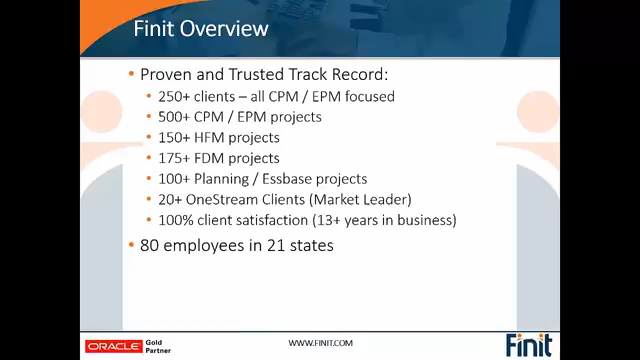 Finit Overview
• Proven and Trusted Track Record:
• 250+ clients – all CPM / EPM focused
• 500+ CPM / EPM projects
• 150+ HFM projects
• 175+ FDM projects
• 100+ Planning / Essbase projects
• 20+ OneStream Clients (Market Leader)
• 100% client satisfaction (13+ years in business)
• 80 employees in 21 states
ORACLE Gold
Partner
WWW.FINIT.COM
Finit